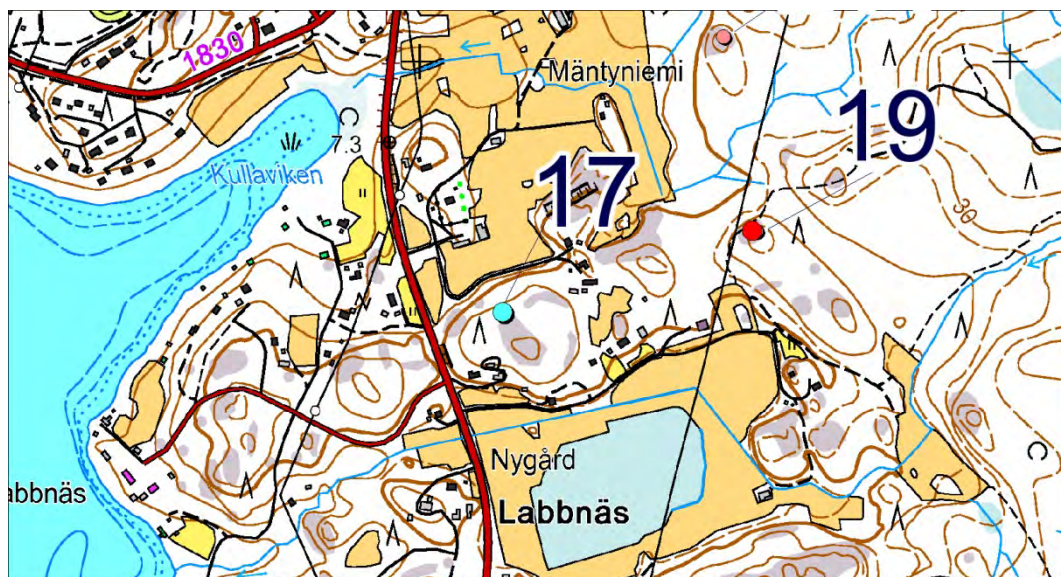 1830
Mäntyniemi
19
7.3
Kullaviken
17
30
abbnäs
Nygård
Labbnäs